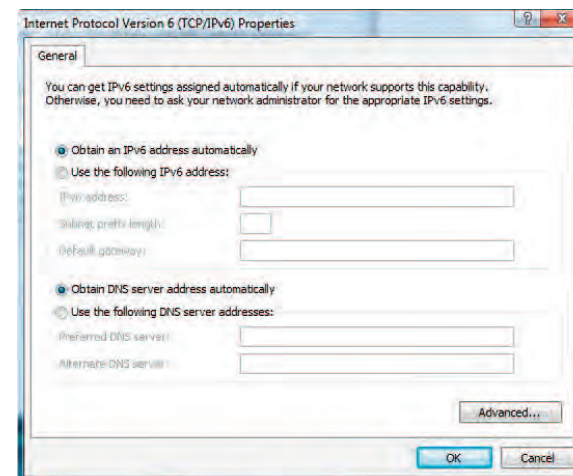 Internet Protocol Version 6 (TCP/IPv6) Properties
General
You can get IPv6 settings assigned automatically if your network supports this capability.
Otherwise, you need to ask your network administrator for the appropriate IPv6 settings.
Obtain an IPv6 address automatically
Use the following IPv6 address:
IPv6 address:
Subnet prefix length:
Default gateway:
Obtain DNS server address automatically
Use the following DNS server addresses:
Preferred DNS server:
Alternate DNS server:
Advanced...
OK Cancel